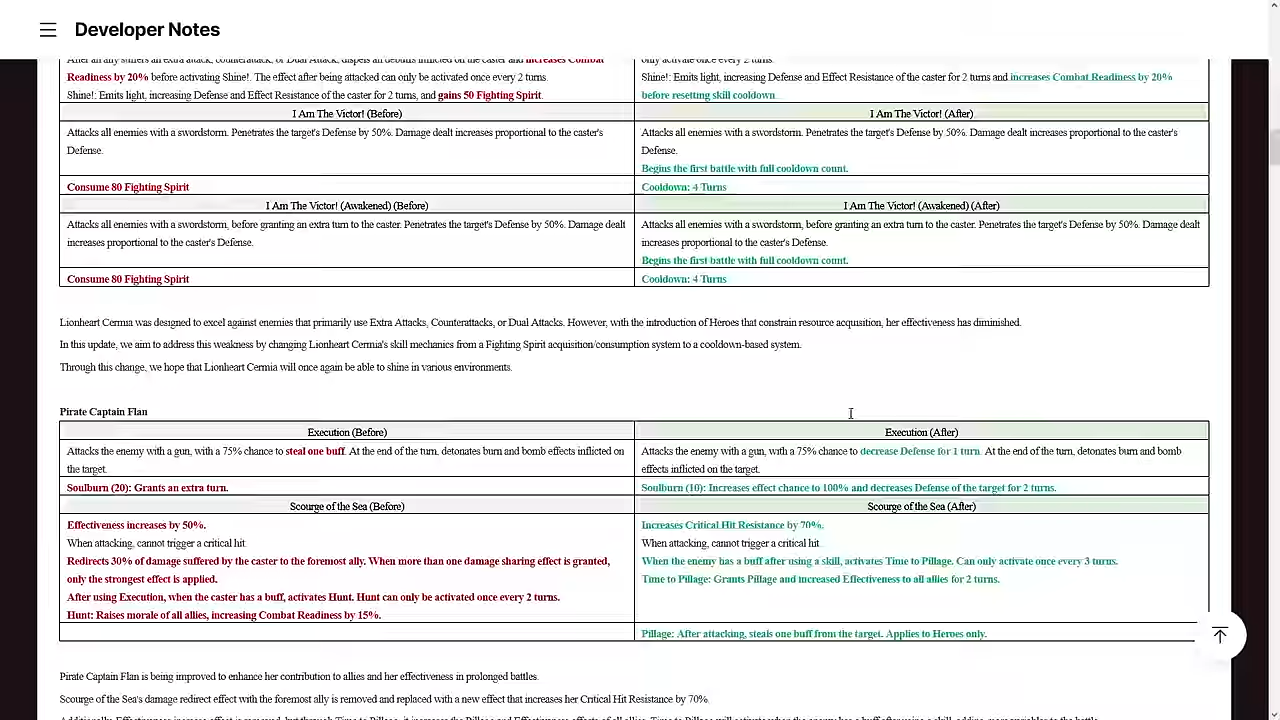 Developer Notes
After an ally suffers an extra attack, counterattack, or Dual Attack, dispels all debuffs inflicted on the caster and increases Combat
Readiness by 20% before activating Shine!. The effect after being attacked can only be activated once every 2 turns.
Shine!: Emits light, increasing Defense and Effect Resistance of the caster for 2 turns, and gains 50 Fighting Spirit.
only activate once every 2 turns.
Shine!: Emits light, increasing Defense and Effect Resistance of the caster for 2 turns and increases Combat Readiness by 20%
before resetting skill cooldown.
I Am The Victor! (Before)
I Am The Victor! (After)
Attacks all enemies with a swordstorm. Penetrates the target's Defense by 50%. Damage dealt increases proportional to the caster's
Defense.
Attacks all enemies with a swordstorm. Penetrates the target's Defense by 50%. Damage dealt increases proportional to the caster's
Defense.
Begins the first battle with full cooldown count.
Consume 80 Fighting Spirit
Cooldown: 4 Turns
I Am The Victor! (Awakened) (Before)
I Am The Victor! (Awakened) (After)
Attacks all enemies with a swordstorm, before granting an extra turn to the caster. Penetrates the target's Defense by 50%. Damage dealt
increases proportional to the caster's Defense.
Attacks all enemies with a swordstorm, before granting an extra turn to the caster. Penetrates the target's Defense by 50%. Damage dealt
increases proportional to the caster's Defense.
Begins the first battle with full cooldown count.
Consume 80 Fighting Spirit
Cooldown: 4 Turns
Lionheart Cermia was designed to excel against enemies that primarily use Extra Attacks, Counterattacks, or Dual Attacks. However, with the introduction of Heroes that constrain resource acquisition, her effectiveness has diminished.
In this update, we aim to address this weakness by changing Lionheart Cermia's skill mechanics from a Fighting Spirit acquisition/consumption system to a cooldown-based system.
Through this change, we hope that Lionheart Cermia will once again be able to shine in various environments.
Pirate Captain Flan
Execution (Before)
Execution (After)
Attacks the enemy with a gun, with a 75% chance to steal one buff. At the end of the turn, detonates burn and bomb effects inflicted on
the target.
Attacks the enemy with a gun, with a 75% chance to decrease Defense for 1 turn. At the end of the turn, detonates burn and bomb
effects inflicted on the target.
Soulburn (20): Grants an extra turn.
Soulburn (10): Increases effect chance to 100% and decreases Defense of the target for 2 turns.
Scourge of the Sea (Before)
Scourge of the Sea (After)
Effectiveness increases by 50%.
When attacking, cannot trigger a critical hit
Redirects 30% of damage suffered by the caster to the foremost ally. When more than one damage sharing effect is granted,
only the strongest effect is applied.
After using Execution, when the caster has a buff, activates Hunt. Hunt can only be activated once every 2 turns.
Hunt: Raises morale of all allies, increasing Combat Readiness by 15%.
Increases Critical Hit Resistance by 70%.
When attacking, cannot trigger a critical hit
When the enemy has a buff after using a skill, activates Time to Pillage. Can only activate once every 3 turns.
Time to Pillage: Grants Pillage and increased Effectiveness to all allies for 2 turns.
Pillage: After attacking, steals one buff from the target. Applies to Heroes only.
Pirate Captain Flan is being improved to enhance her contribution to allies and her effectiveness in prolonged battles.
Scourge of the Sea's damage redirect effect with the foremost ally is removed and replaced with a new effect that increases her Critical Hit Resistance by 70%.